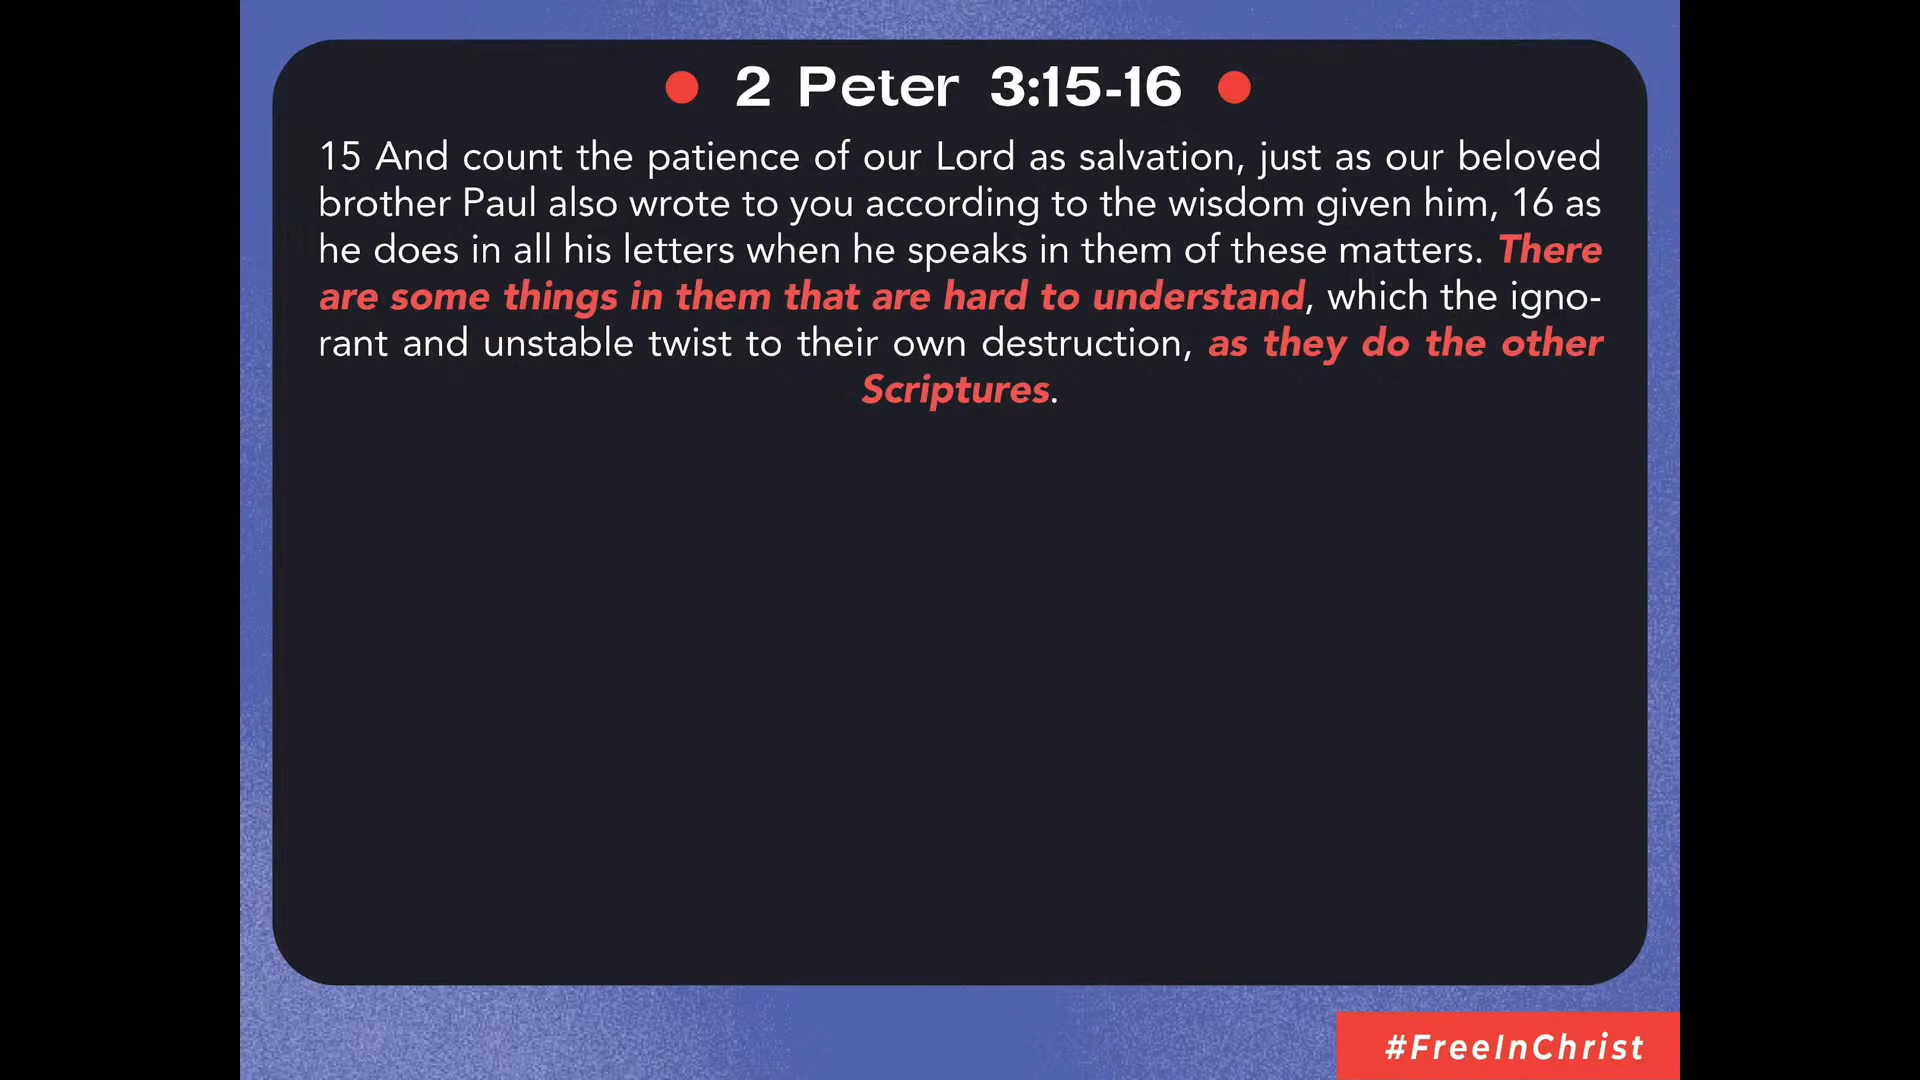 2 Peter 3:15-16
15 And count the patience of our Lord as salvation, just as our beloved
brother Paul also wrote to you according to the wisdom given him, 16 as
he does in all his letters when he speaks in them of these matters. There
are some things in them that are hard to understand, which the igno-
rant and unstable twist to their own destruction, as they do the other
Scriptures.
#FreeInChrist